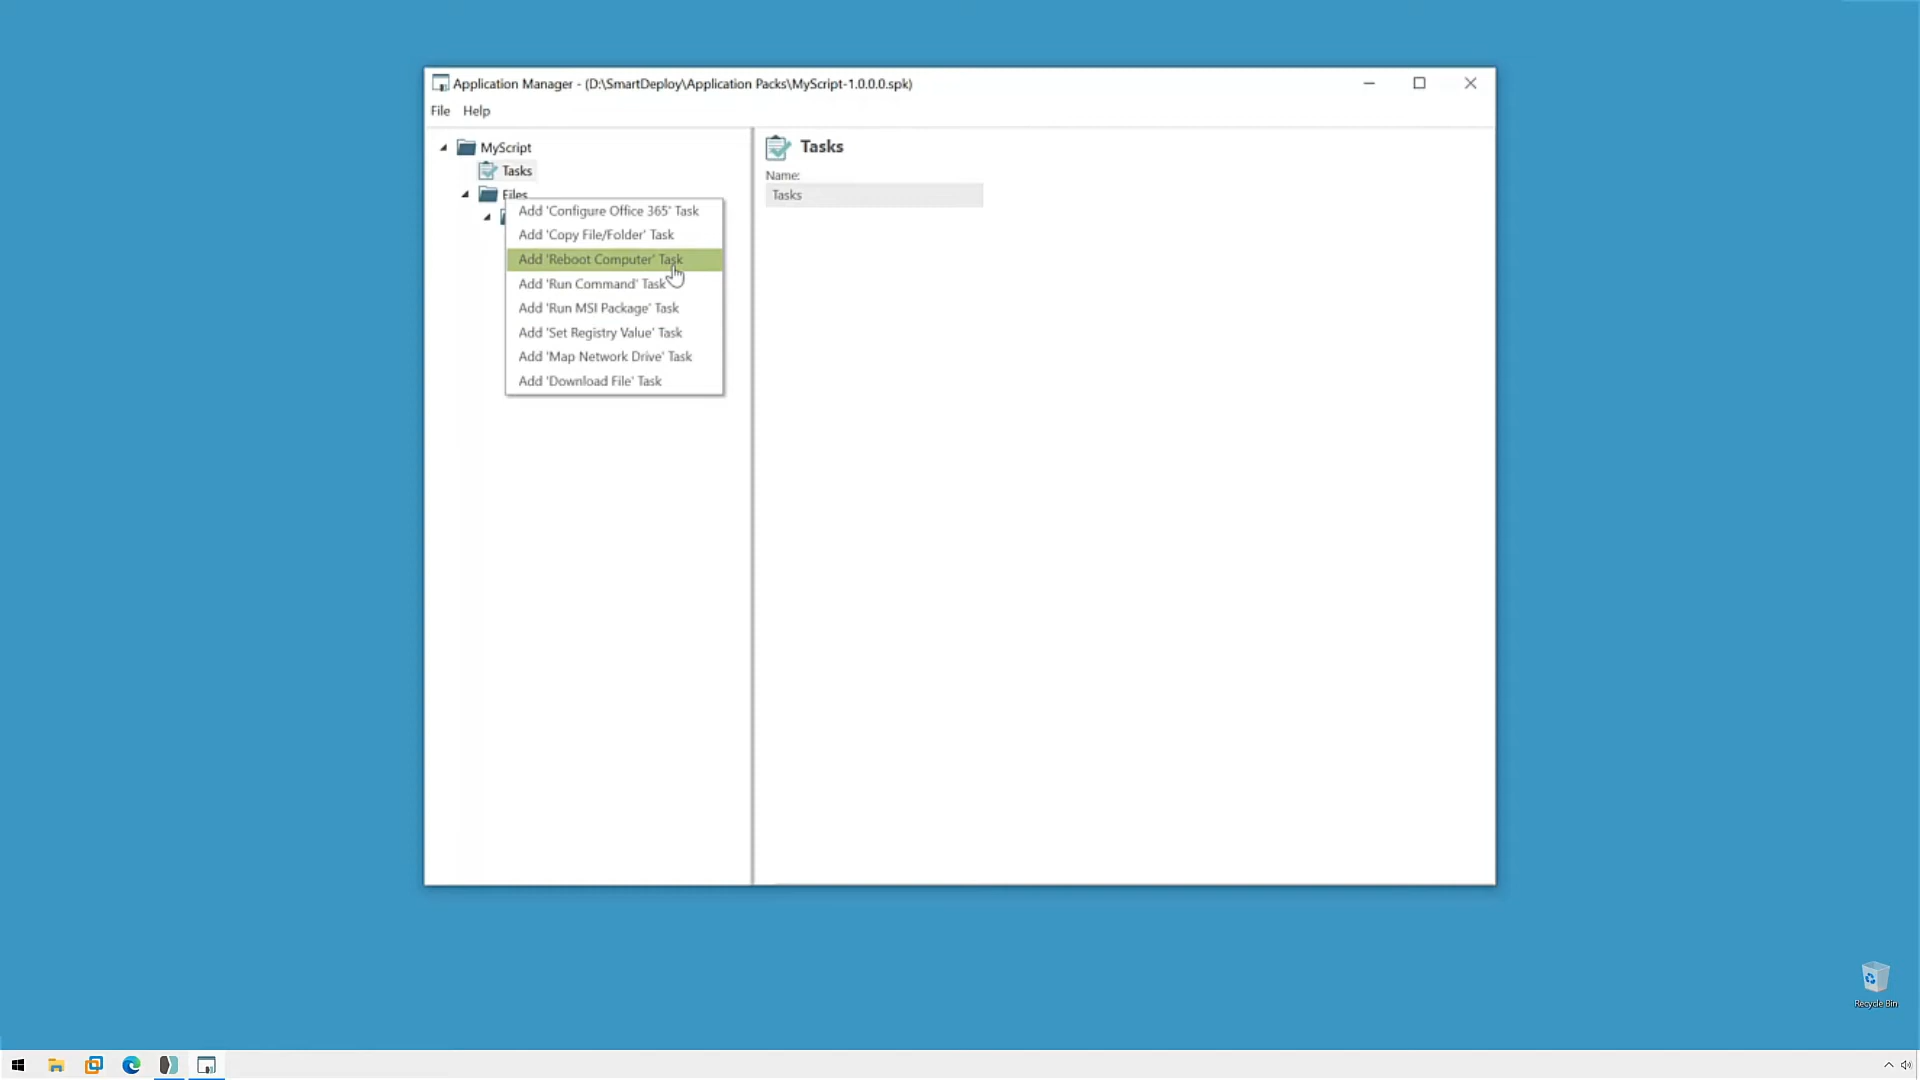 Application Manager - (D:\SmartDeploy\Application Packs\MyScript-1.0.0.0.spk)
File Help
MyScript
Tasks
Files
Add 'Configure Office 365' Task
Add 'Copy File/Folder' Task
Add 'Reboot Computer' Task
Add 'Run Command' Task
Add 'Run MSI Package' Task
Add 'Set Registry Value' Task
Add 'Map Network Drive' Task
Add 'Download File' Task
Tasks
Name:
Tasks
Recycle Bin